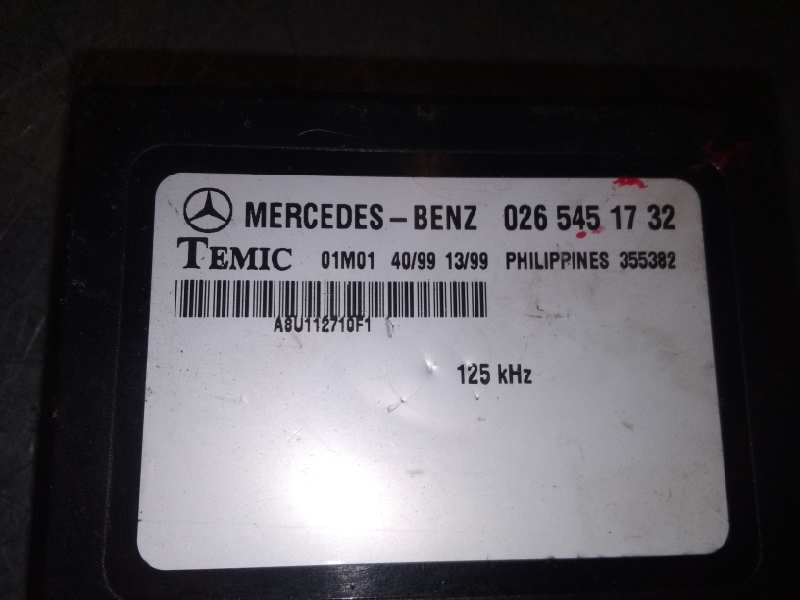 MERCEDES-BENZ 026 545 17 32
TEMIC 01M01 40/99 13/99 PHILIPPINES 355382
A8U112710F1
125 kHz